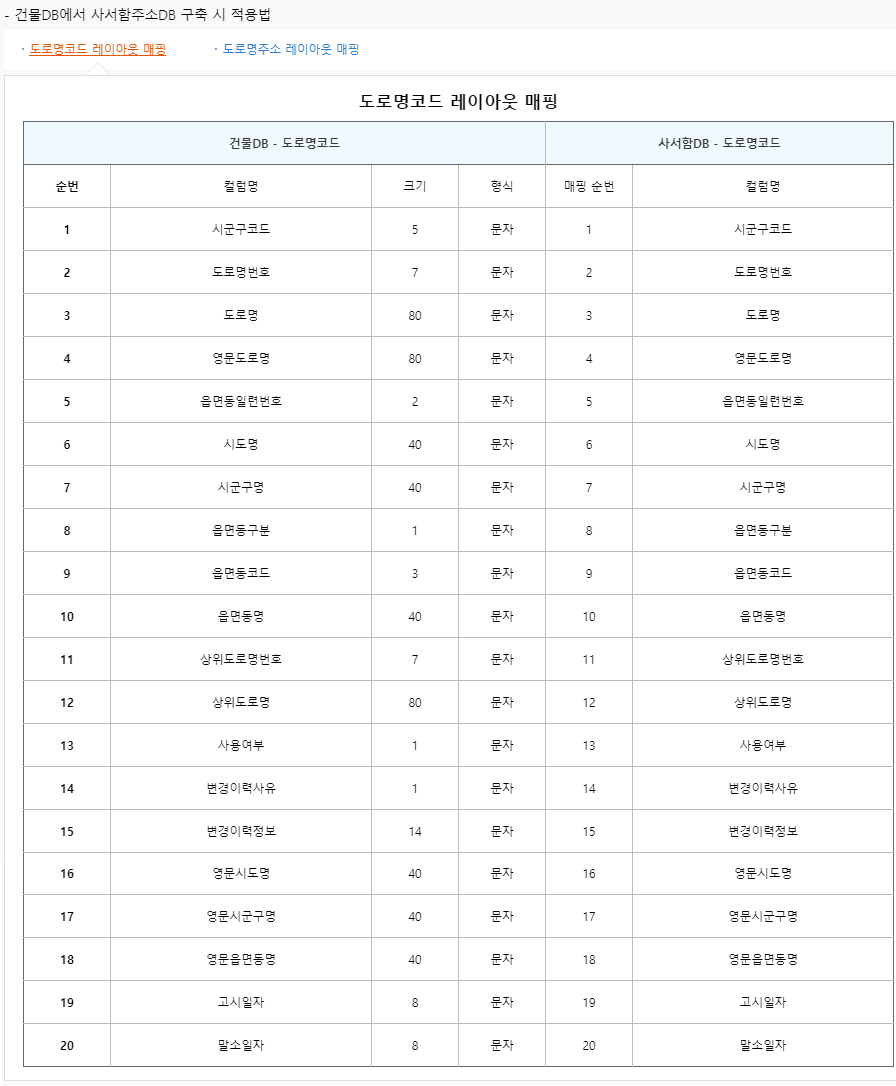 - 건물DB에서 사서함주소DB 구축 시 적용법
· 도로명코드 레이아웃 매핑 · 도로명주소 레이아웃 매핑
도로명코드 레이아웃 매핑
건물DB - 도로명코드 사서함DB - 도로명코드
순번 컬럼명 크기 형식 매핑 순번 컬럼명
1 시군구코드 5 문자 1 시군구코드
2 도로명번호 7 문자 2 도로명번호
3 도로명 80 문자 3 도로명
4 영문도로명 80 문자 4 영문도로명
5 읍면동일련번호 2 문자 5 읍면동일련번호
6 시도명 40 문자 6 시도명
7 시군구명 40 문자 7 시군구명
8 읍면동구분 1 문자 8 읍면동구분
9 읍면동코드 3 문자 9 읍면동코드
10 읍면동명 40 문자 10 읍면동명
11 상위도로명번호 7 문자 11 상위도로명번호
12 상위도로명 80 문자 12 상위도로명
13 사용여부 1 문자 13 사용여부
14 변경이력사유 1 문자 14 변경이력사유
15 변경이력정보 14 문자 15 변경이력정보
16 영문시도명 40 문자 16 영문시도명
17 영문시군구명 40 문자 17 영문시군구명
18 영문읍면동명 40 문자 18 영문읍면동명
19 고시일자 8 문자 19 고시일자
20 말소일자 8 문자 20 말소일자